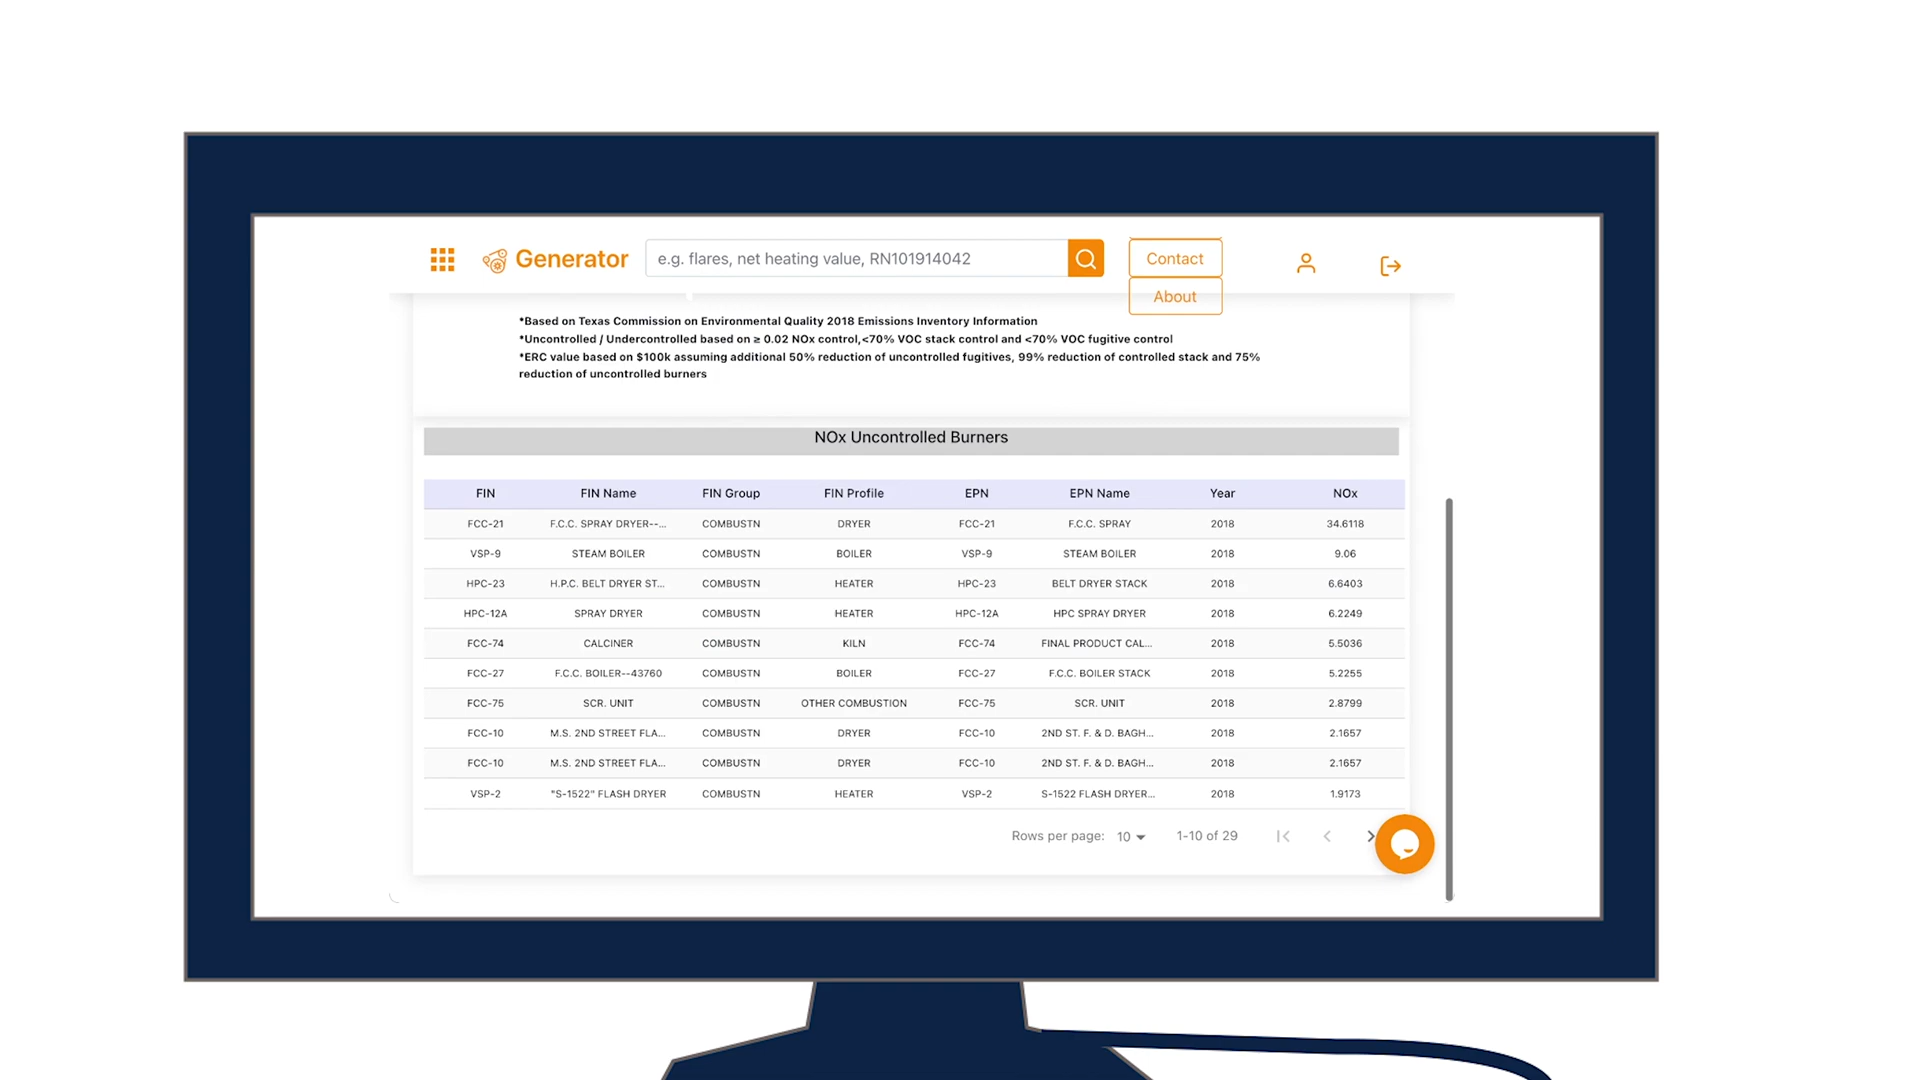 Generator
e.g. flares, net heating value, RN101914042
Contact
About
*Based on Texas Commission on Environmental Quality 2018 Emissions Inventory Information
*Uncontrolled / Undercontrolled based on ≥ 0.02 NOx control,<70% VOC stack control and <70% VOC fugitive control
*ERC value based on $100k assuming additional 50% reduction of uncontrolled fugitives, 99% reduction of controlled stack and 75%
reduction of uncontrolled burners
NOx Uncontrolled Burners
FIN FIN Name FIN Group FIN Profile EPN EPN Name Year NOx
FCC-21 F.C.C. SPRAY DRYER--... COMBUSTN DRYER FCC-21 F.C.C. SPRAY 2018 34.6118
VSP-9 STEAM BOILER COMBUSTN BOILER VSP-9 STEAM BOILER 2018 9.06
HPC-23 H.P.C. BELT DRYER ST... COMBUSTN HEATER HPC-23 BELT DRYER STACK 2018 6.6403
HPC-12A SPRAY DRYER COMBUSTN HEATER HPC-12A HPC SPRAY DRYER 2018 6.2249
FCC-74 CALCINER COMBUSTN KILN FCC-74 FINAL PRODUCT CAL... 2018 5.5036
FCC-27 F.C.C. BOILER--43760 COMBUSTN BOILER FCC-27 F.C.C. BOILER STACK 2018 5.2255
FCC-75 SCR. UNIT COMBUSTN OTHER COMBUSTION FCC-75 SCR. UNIT 2018 2.8799
FCC-10 M.S. 2ND STREET FLA... COMBUSTN DRYER FCC-10 2ND ST. F. & D. BAGH... 2018 2.1657
FCC-10 M.S. 2ND STREET FLA... COMBUSTN DRYER FCC-10 2ND ST. F. & D. BAGH... 2018 2.1657
VSP-2 "S-1522" FLASH DRYER COMBUSTN HEATER VSP-2 S-1522 FLASH DRYER... 2018 1.9173
Rows per page: 10 1-10 of 29